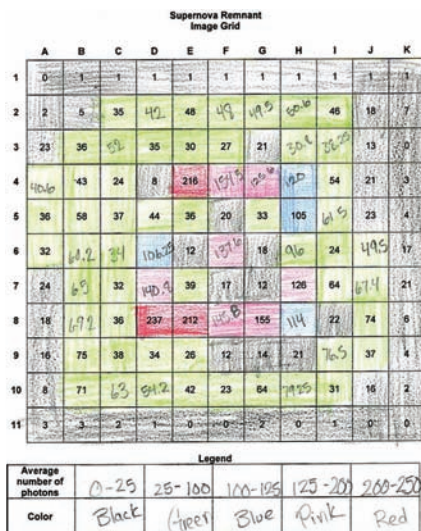 Supernova Remnant
Image Grid
A B C D E F G H I J K
1 0 1 1 1 1 1 1 1 1 1 1
2 2 5 35 42 48 48 49.5 50.6 46 18 7
3 23 36 52 35 30 27 21 30.8 28.25 13 0
4 40.6 43 24 8 216 154.3 125.6 120 54 21 3
5 36 58 37 44 36 20 33 105 61.5 23 4
6 32 60.2 34 106.25 12 137.6 18 96 24 49.5 17
7 24 65 32 140.8 39 17 12 126 64 67.4 21
8 18 69.2 36 237 212 143.8 155 114 22 74 6
9 16 75 38 34 26 12 14 21 76.5 37 4
10 8 71 63 54.2 42 23 64 79.25 31 16 2
11 3 3 2 1 0 0 2 0 1 0 0
Legend
Average number of photons 0-25 25-100 100-125 125-200 200-250
Color Black Green Blue Pink Red